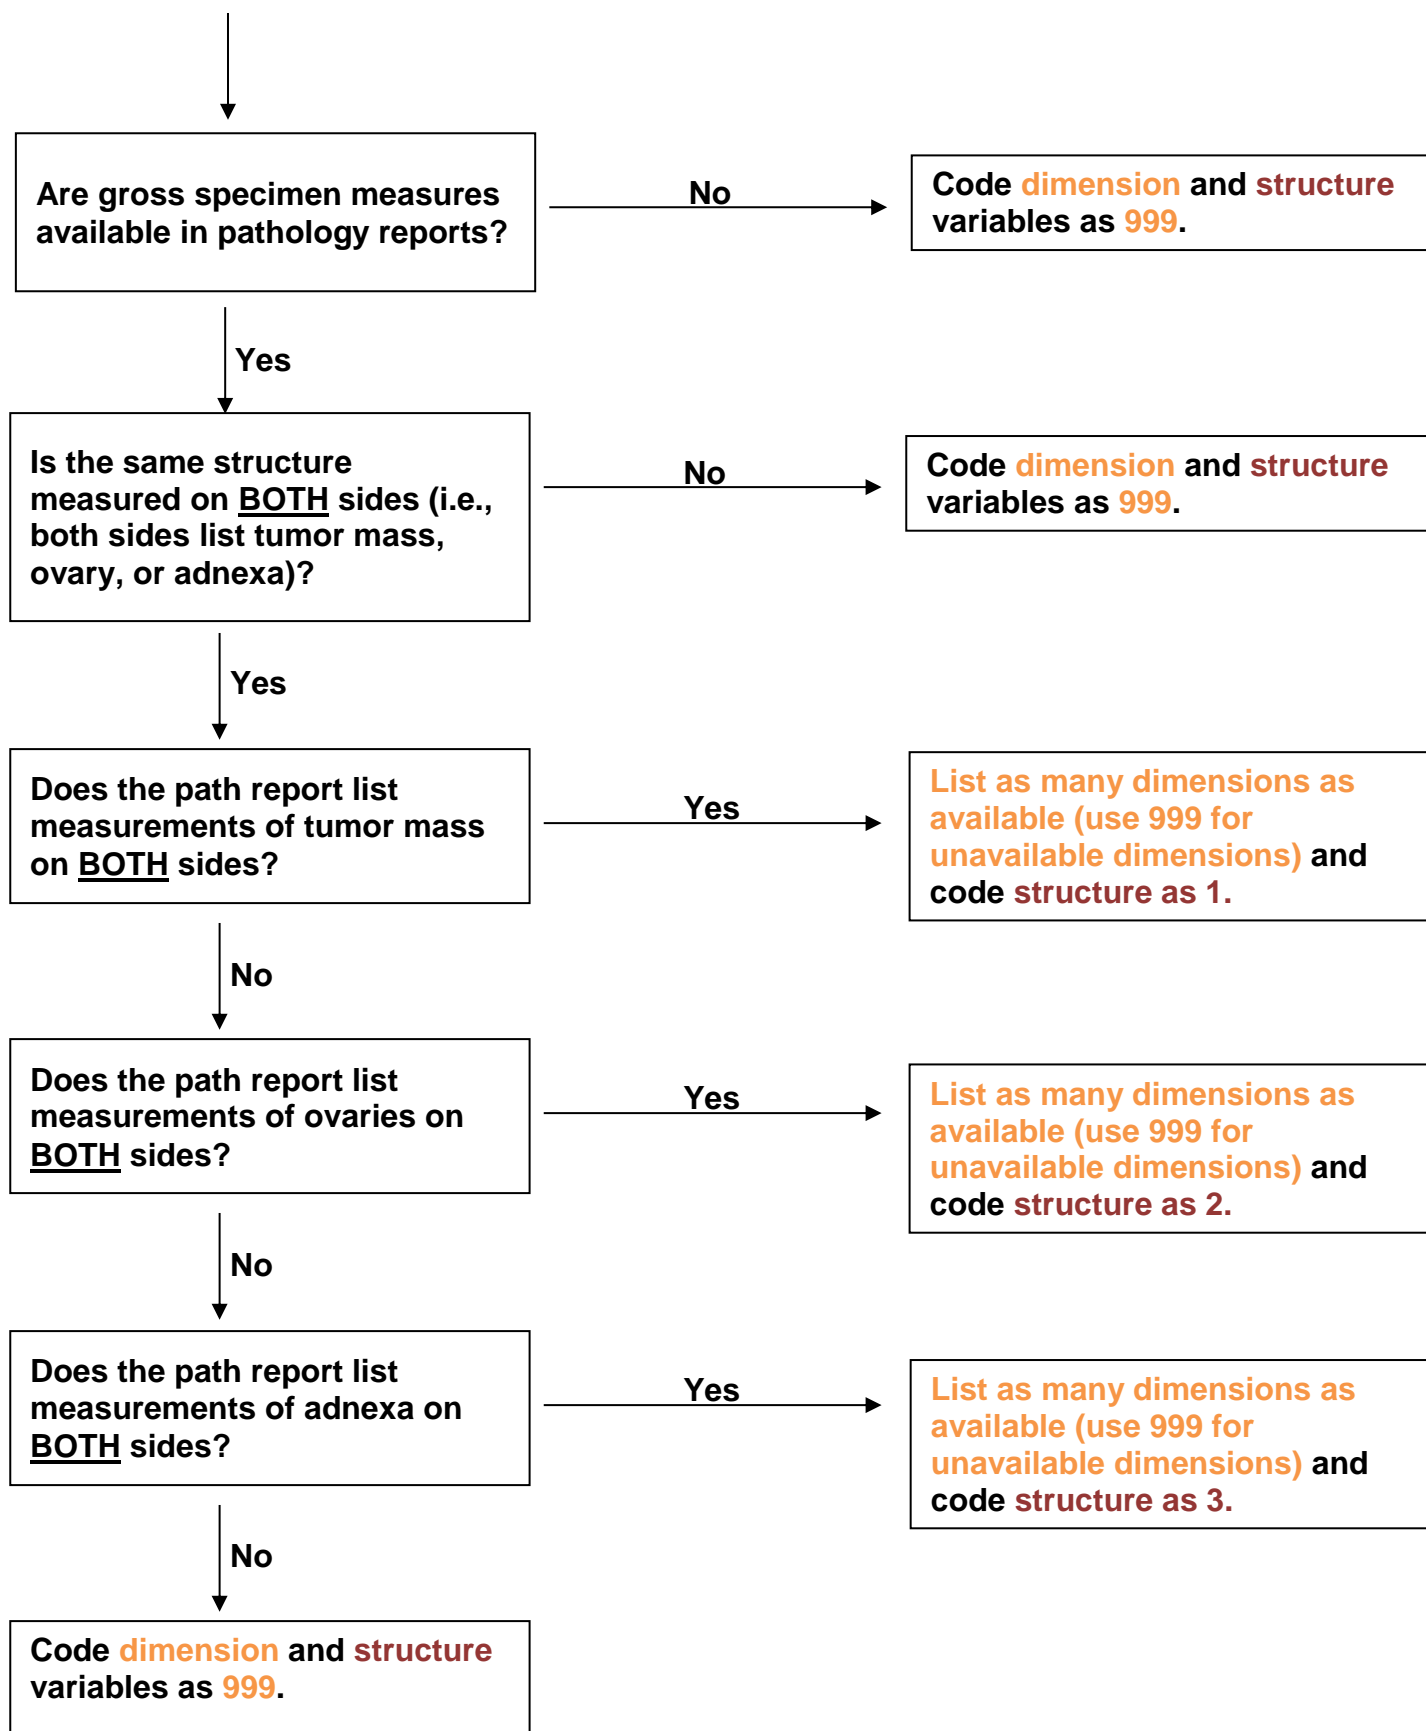 Are gross specimen measures
available in pathology reports?
No
Code dimension and structure
variables as 999.
Yes
Is the same structure
measured on BOTH sides (i.e.,
both sides list tumor mass,
ovary, or adnexa)?
No
Code dimension and structure
variables as 999.
Yes
Does the path report list
measurements of tumor mass
on BOTH sides?
Yes
List as many dimensions as
available (use 999 for
unavailable dimensions) and
code structure as 1.
No
Does the path report list
measurements of ovaries on
BOTH sides?
Yes
List as many dimensions as
available (use 999 for
unavailable dimensions) and
code structure as 2.
No
Does the path report list
measurements of adnexa on
BOTH sides?
Yes
List as many dimensions as
available (use 999 for
unavailable dimensions) and
code structure as 3.
No
Code dimension and structure
variables as 999.